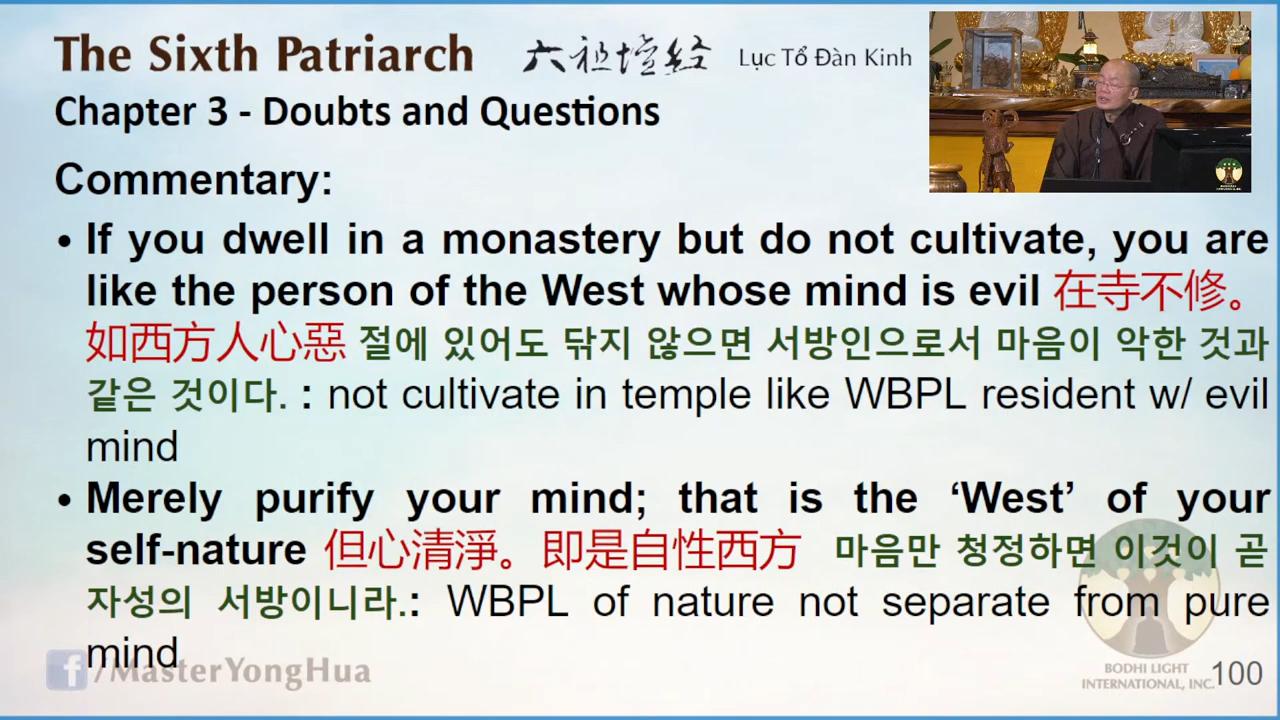 The Sixth Patriarch 六祖壇經 Lục Tổ Đàn Kinh
Chapter 3 - Doubts and Questions
Commentary:
• If you dwell in a monastery but do not cultivate, you are
like the person of the West whose mind is evil 在寺不修。
如西方人心惡 절에 있어도 닦지 않으면 서방인으로서 마음이 악한 것과
같은 것이다. : not cultivate in temple like WBPL resident w/ evil
mind
• Merely purify your mind; that is the ‘West’ of your
self-nature 但心清淨。即是自性西方 마음만 청정하면 이것이 곧
자성의 서방이니라.: WBPL of nature not separate from pure
mind
f /MasterYongHua
BODHI LIGHT
INTERNATIONAL, INC.
100